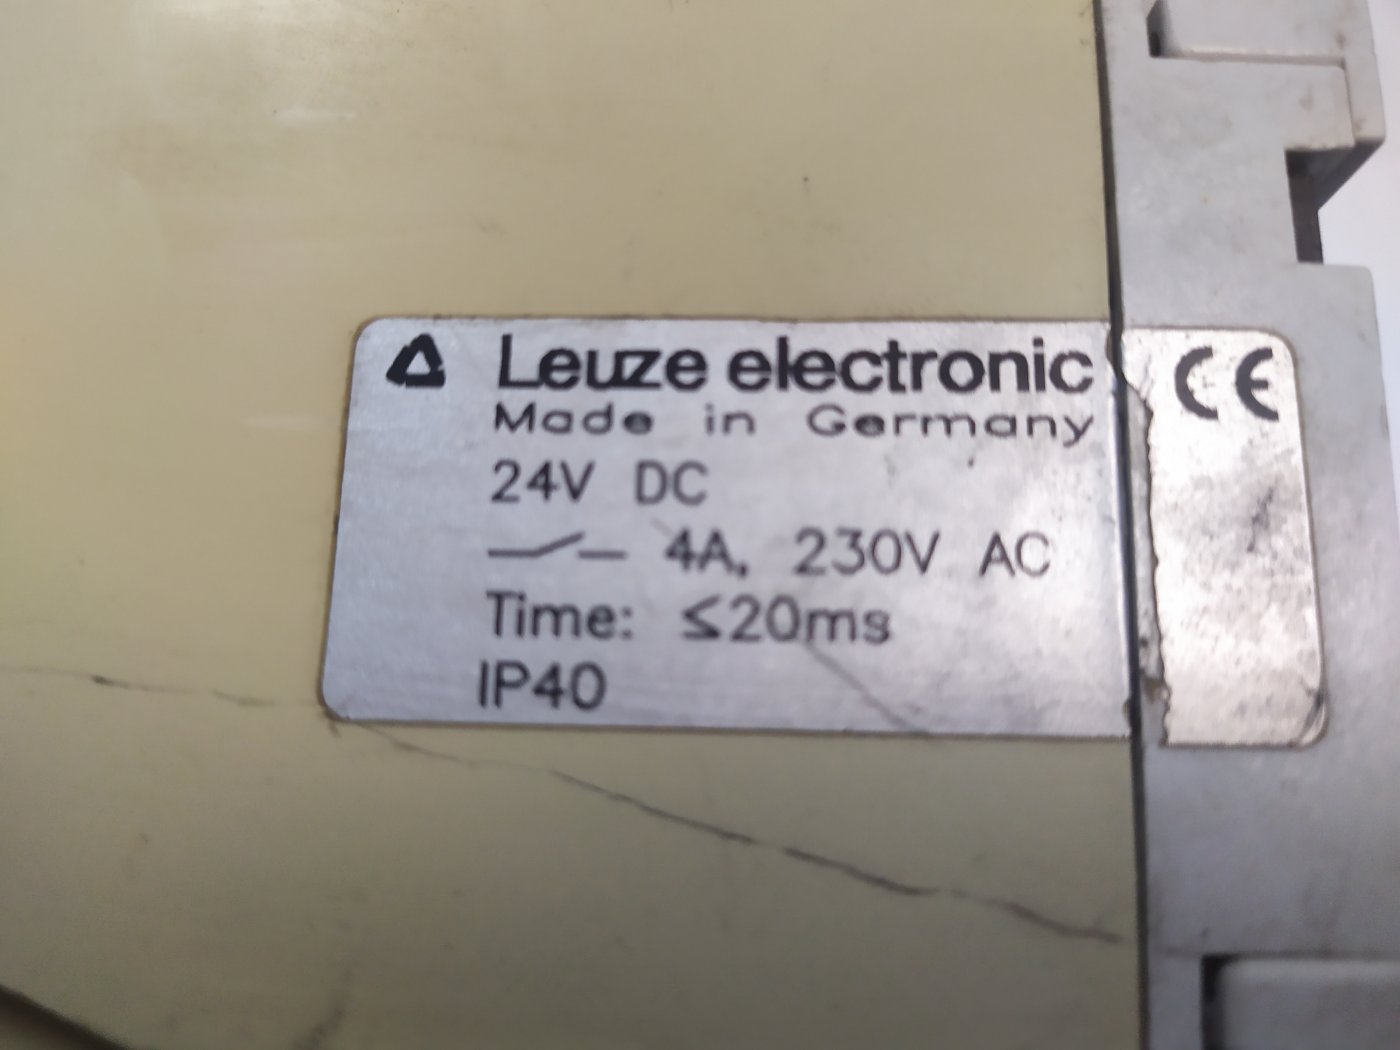 Leuze electronic CE
Made in Germany
24V DC
4A, 230V AC
Time: ≤20ms
IP40